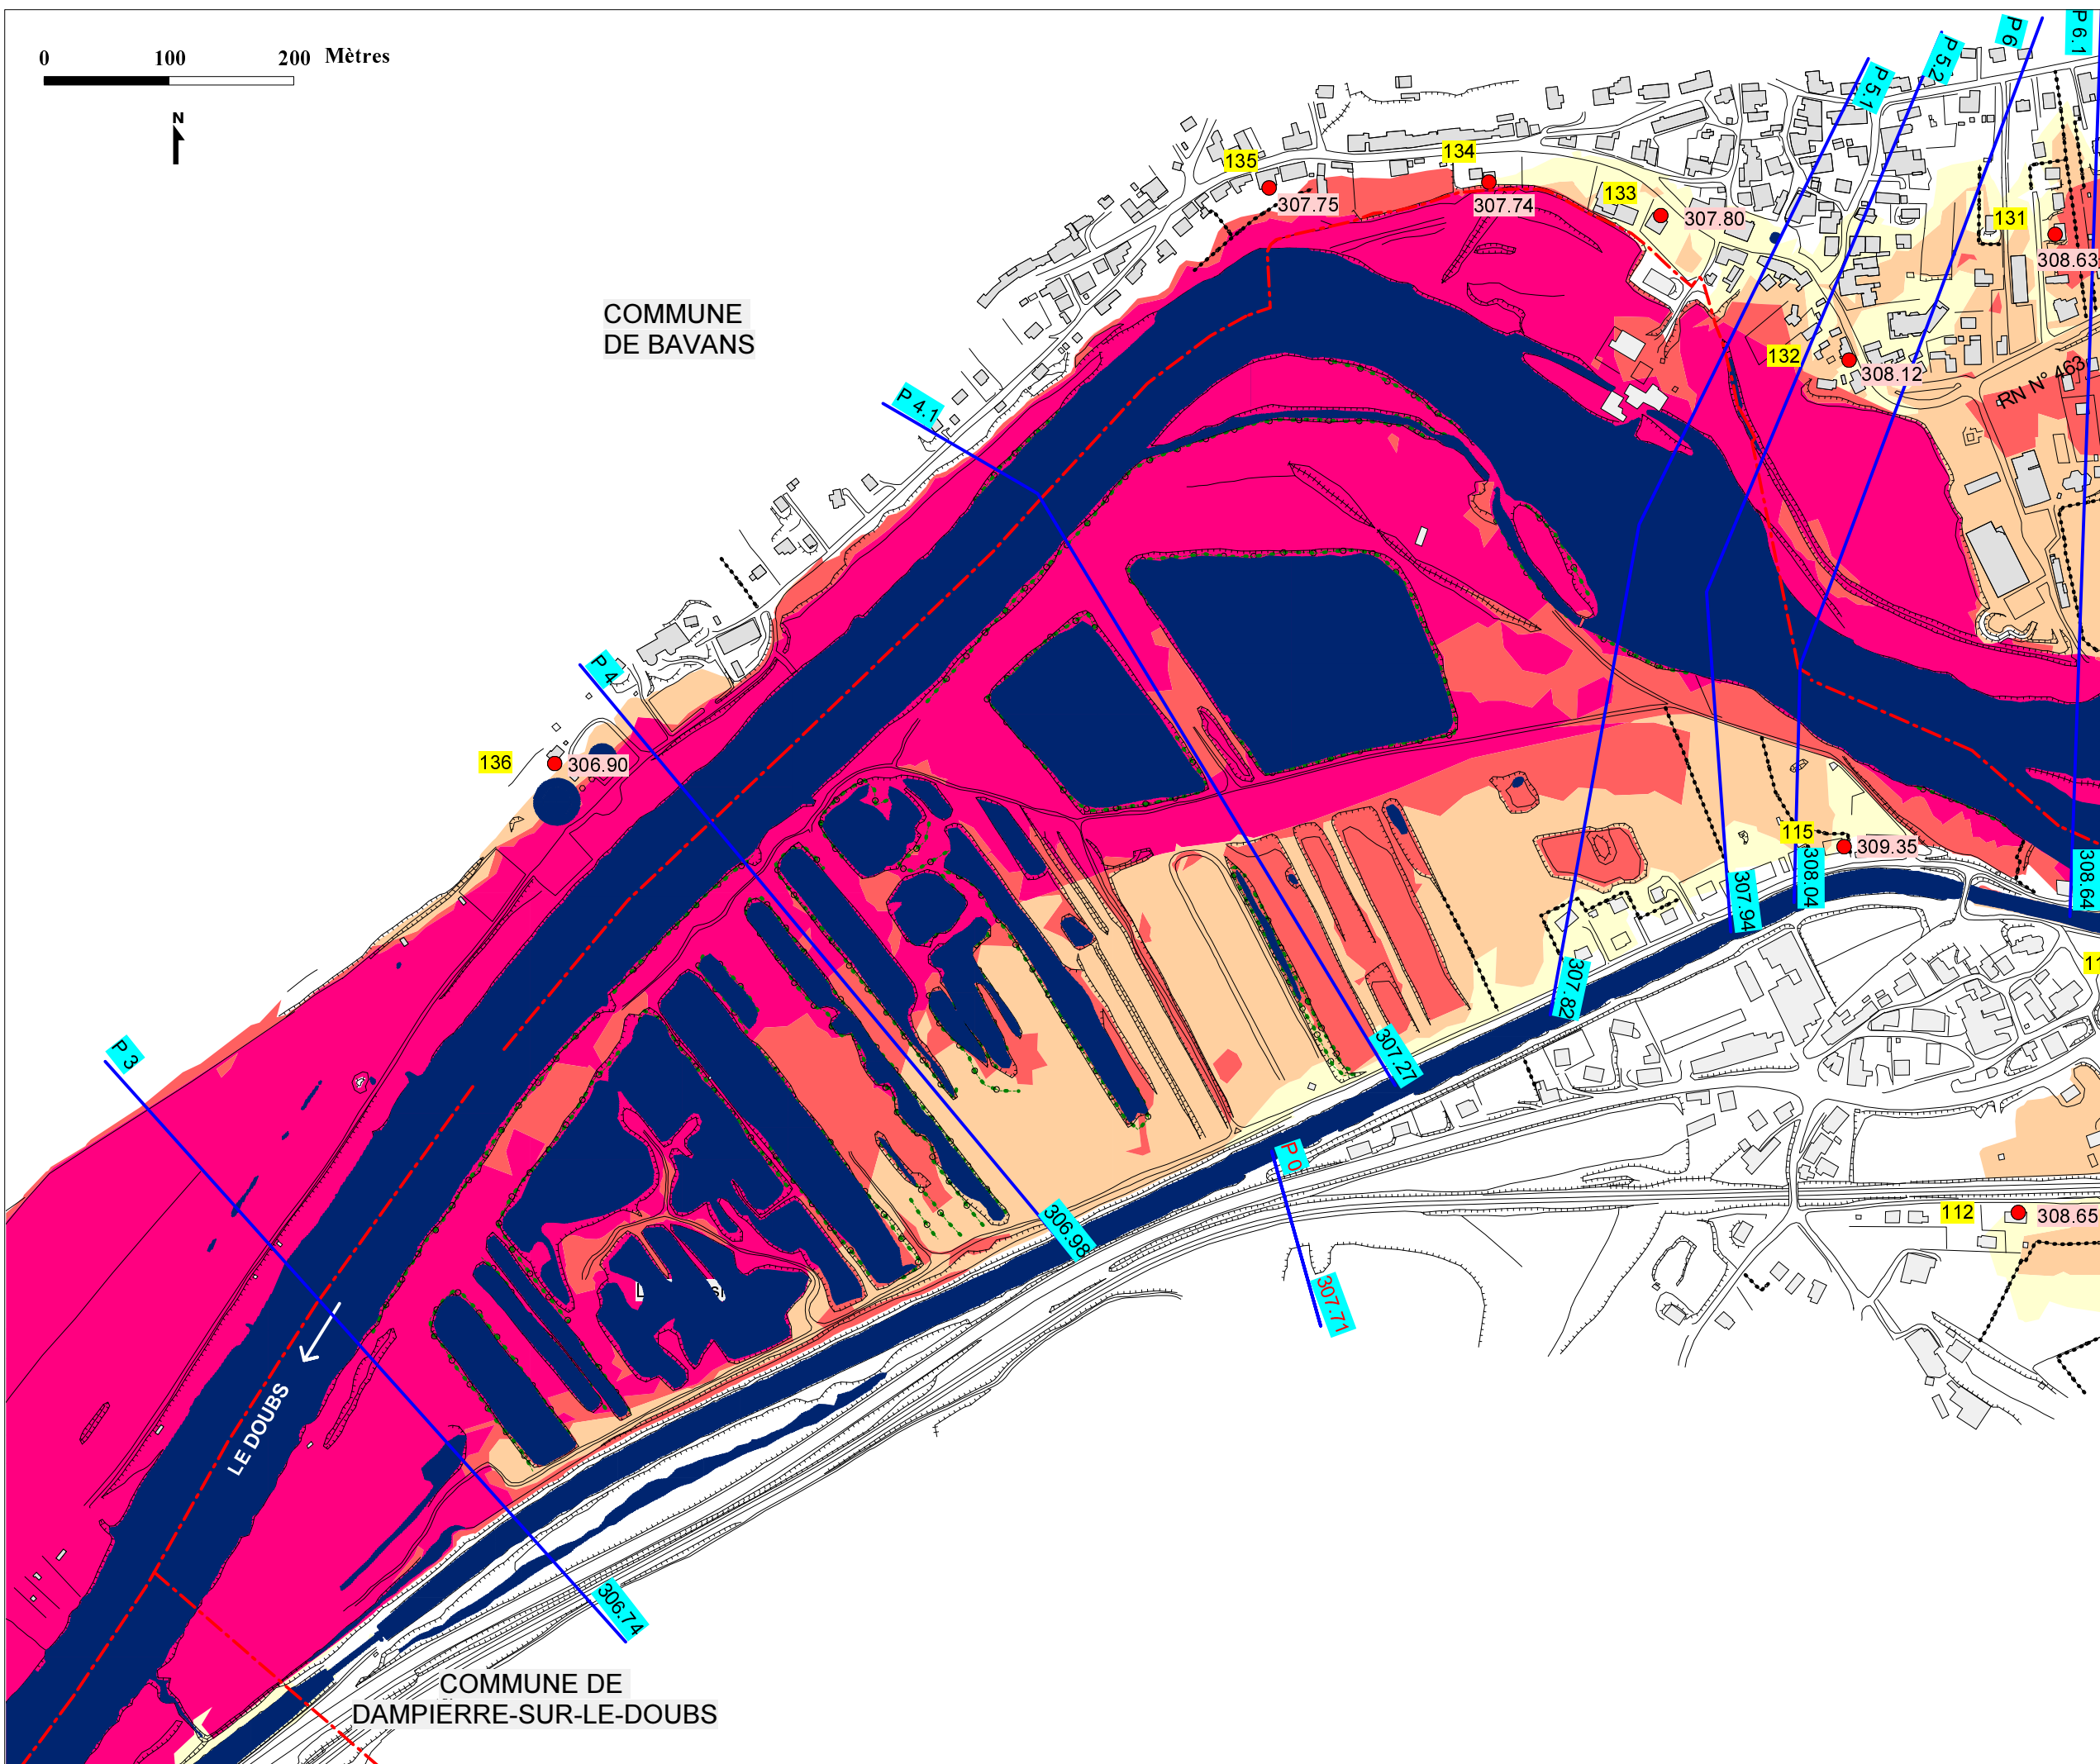 0 100 200 Mètres
N
P 5.1
P 5.2
P 6
P 6.1
135
307.75
134
307.74
133
307.80
131
308.63
132
308.12
RN N° 463
COMMUNE
DE BAVANS
P 4.1
P 4
136
306.90
115
309.35
307.94
308.04
308.64
307.82
307.27
P 3
P 0
307.71
306.98
112
308.65
LE DOUBS
306.74
COMMUNE DE
DAMPIERRE-SUR-LE-DOUBS